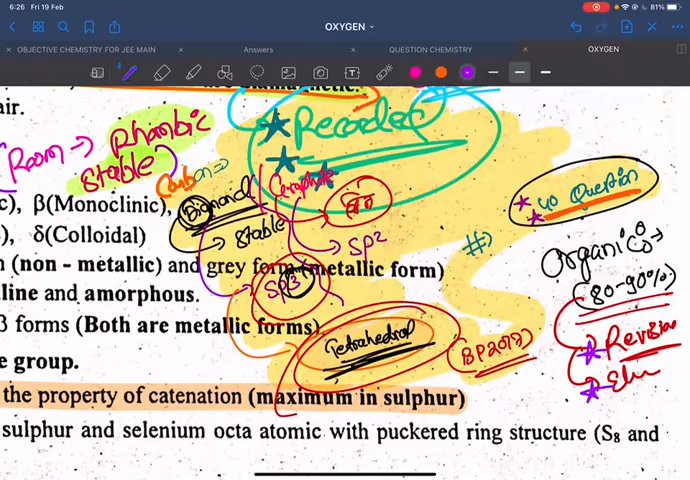 6:26 Fri 19 Feb
81%
OXYGEN
OBJECTIVE CHEMISTRY FOR JEE MAIN
Answers
QUESTION CHEMISTRY
OXYGEN
air.
Recorded
Room → Rhombic
Stable
Carbon ⇒
Graphite
c), β(Monoclinic), Diamond
), δ(Colloidal) → Stable
SP2
(non - metallic) and grey form (metallic form)
SP3
line and amorphous.
3 forms (Both are metallic forms)
Tetrahedral
e group.
the property of catenation (maximum in sulphur)
sulphur and selenium octa atomic with puckered ring structure (S₈ and
40 Question
#
Organic
(80-90%)
Revision